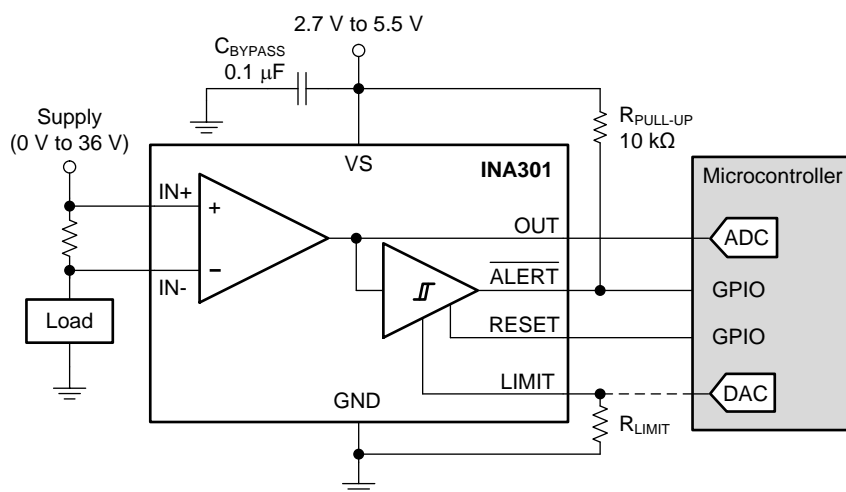 2.7 V to 5.5 V
CBYPASS
0.1 μF
Supply
(0 V to 36 V)
RPULL-UP
10 kΩ
VS
INA301
Microcontroller
IN+
+
OUT
ADC
-
IN-
ALERT
GPIO
Load
RESET
GPIO
LIMIT
DAC
GND
RLIMIT